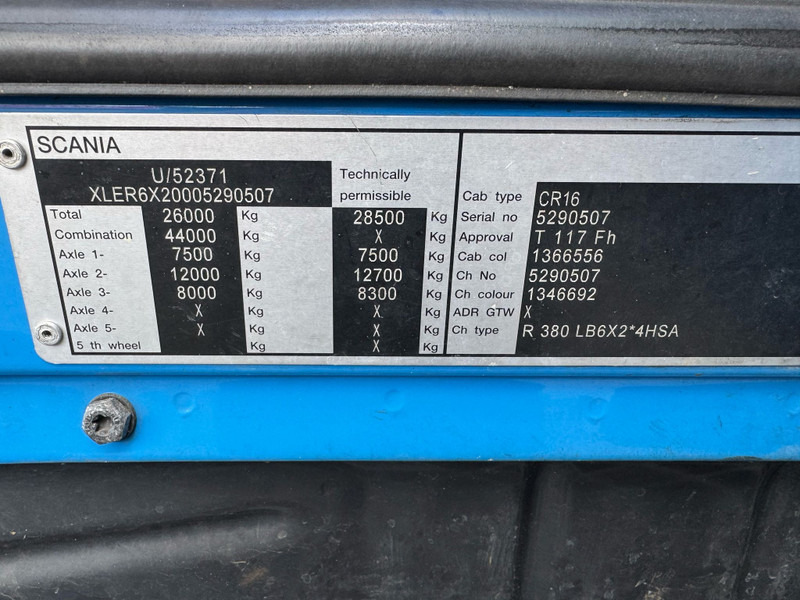 SCANIA
U/52371
XLER6X20005290507
Technically
permissible
Total 26000 Kg 28500 Kg
Combination 44000 Kg X Kg
Axle 1- 7500 Kg 7500 Kg
Axle 2- 12000 Kg 12700 Kg
Axle 3- 8000 Kg 8300 Kg
Axle 4- X Kg X Kg
Axle 5- X Kg X Kg
5 th wheel Kg X Kg
Cab type CR16
Serial no 5290507
Approval T 117 Fh
Cab col 1366556
Ch No 5290507
Ch colour 1346692
ADR GTW X
Ch type R 380 LB6X2*4HSA